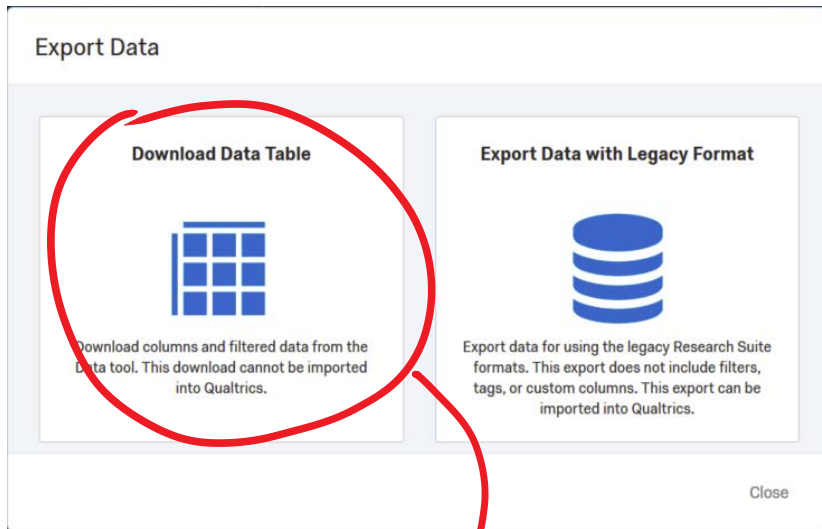 Export Data
Download Data Table
Download columns and filtered data from the
Data tool. This download cannot be imported
into Qualtrics.
Export Data with Legacy Format
Export data for using the legacy Research Suite
formats. This export does not include filters,
tags, or custom columns. This export can be
imported into Qualtrics.
Close